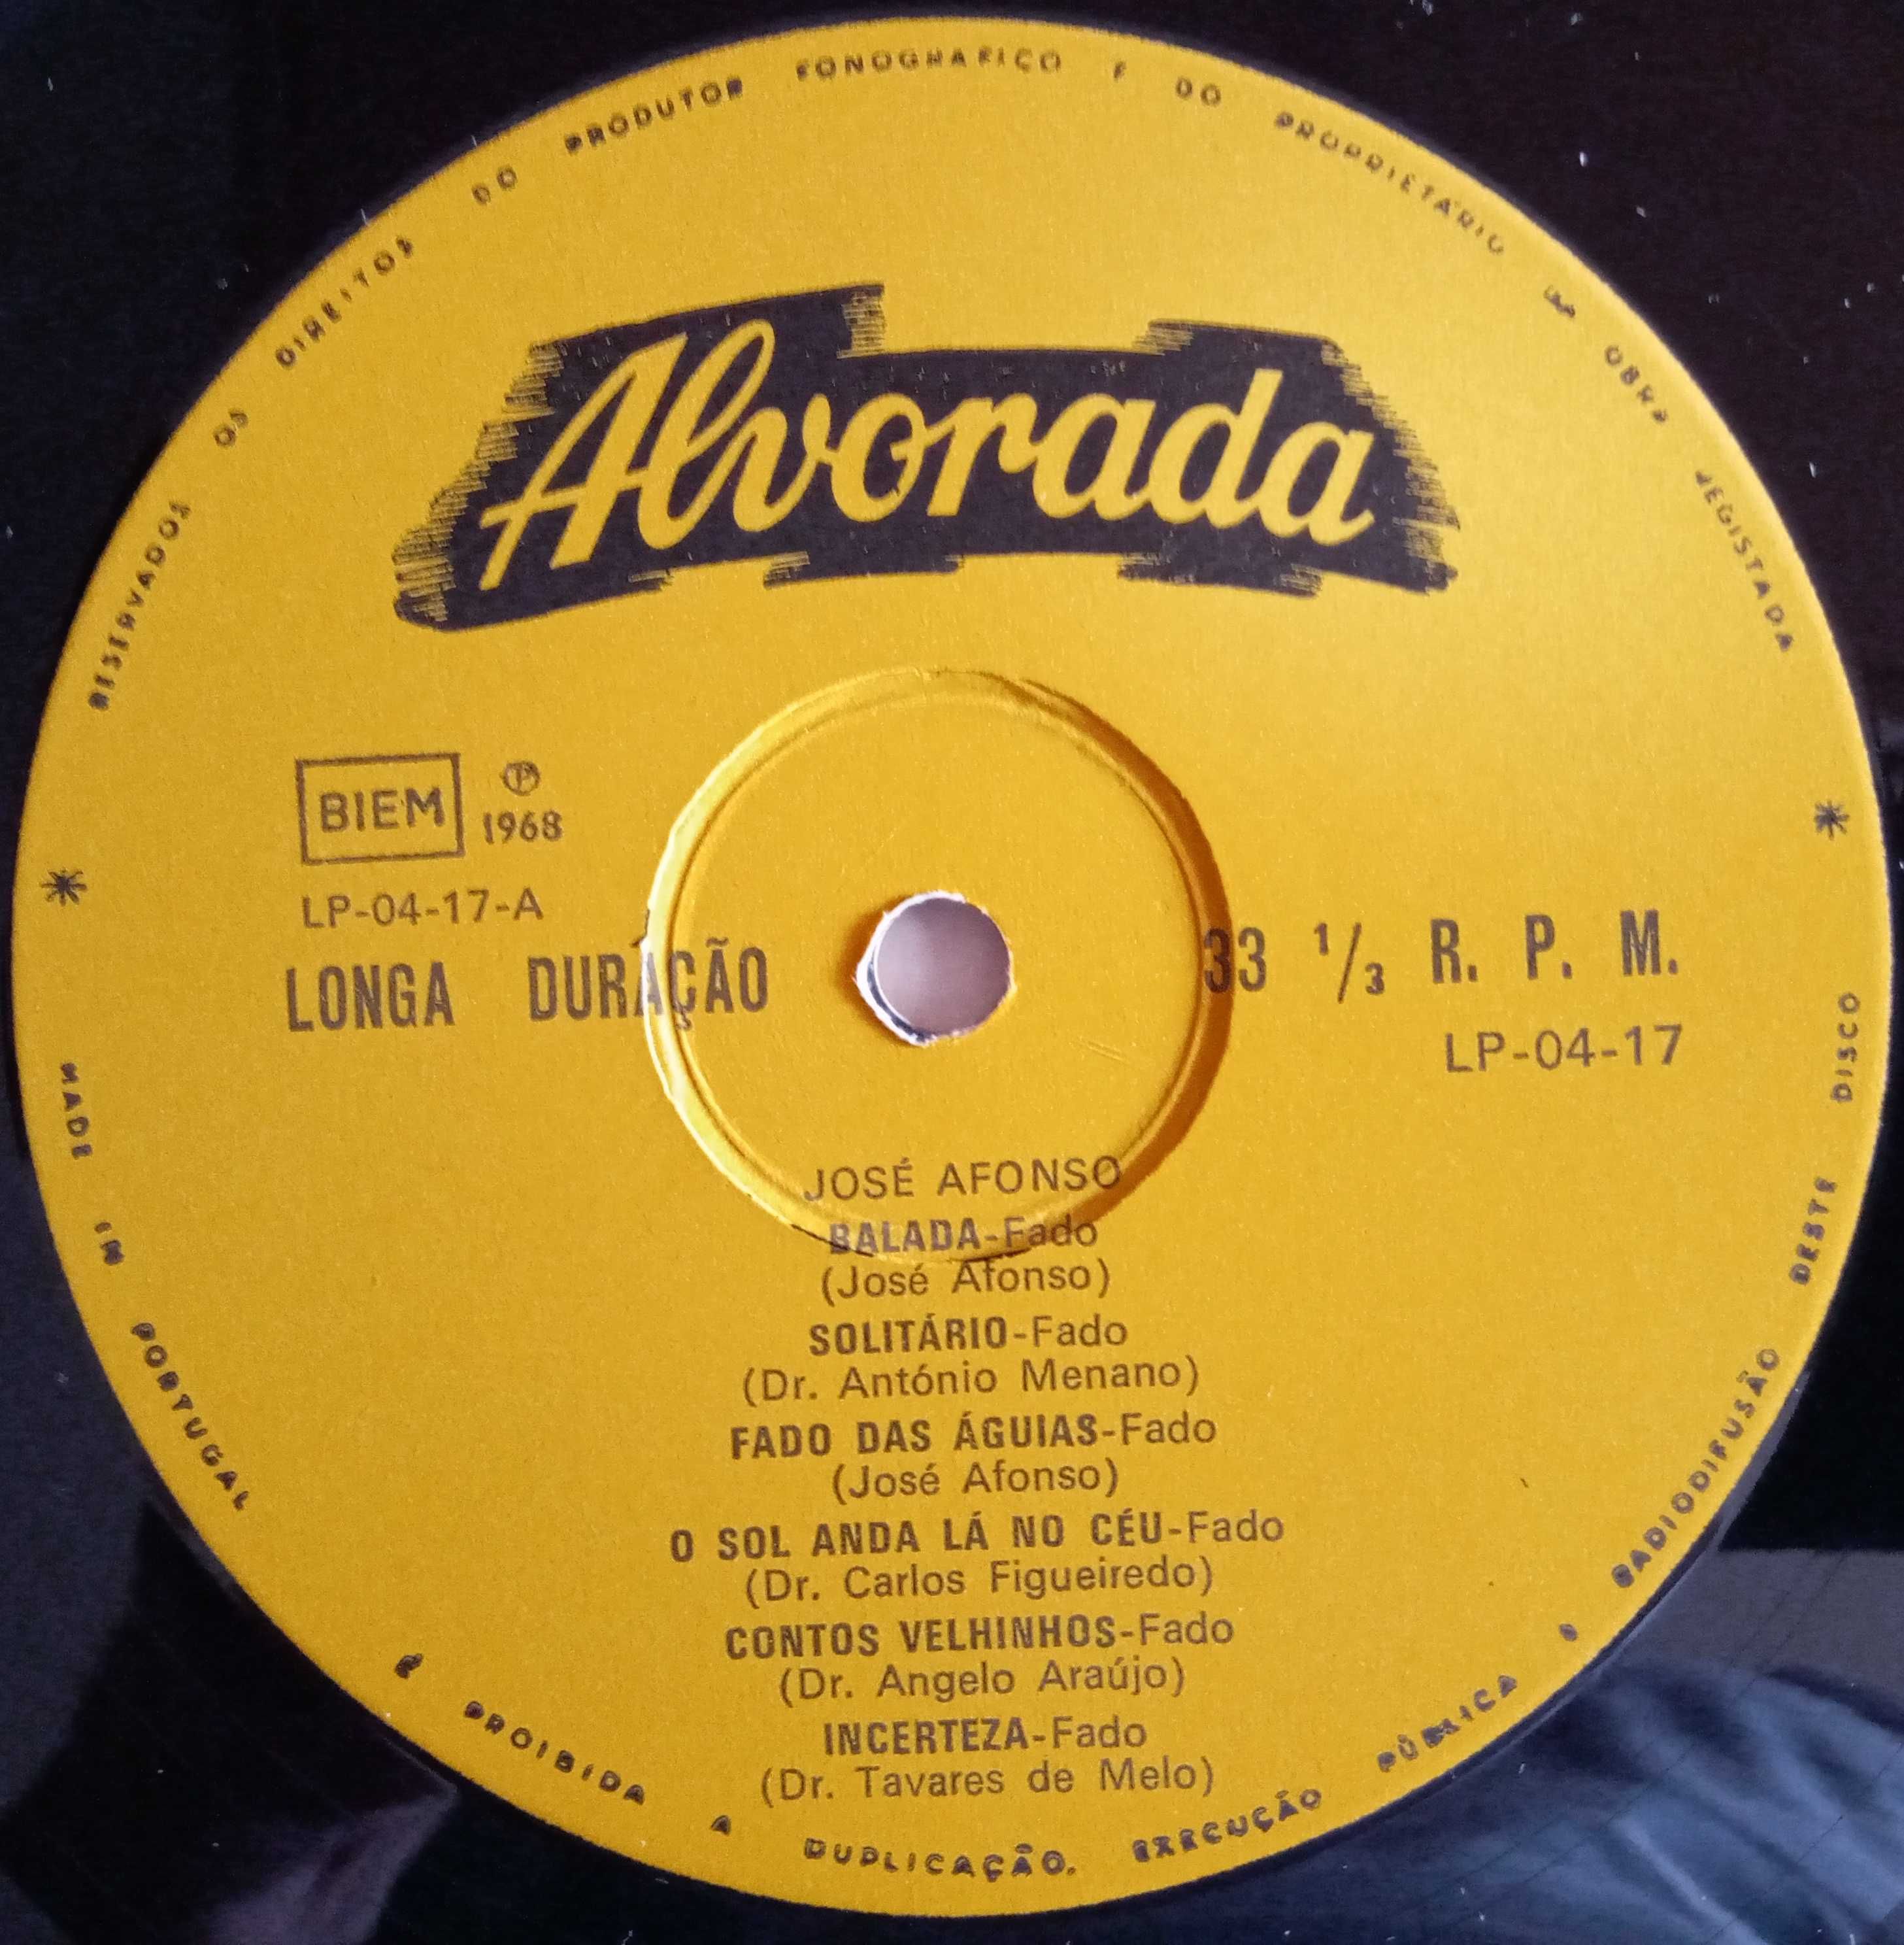 RESERVADOS OS DIREITOS DO PRODUTOR FONOGRAFICO E DO PROPRIETÁRIO DA OBRA REGISTADA
Alvorada
BIEM
Ⓟ
1968
LP-04-17-A
LONGA DURAÇÃO
33 1/3 R. P. M.
LP-04-17
JOSÉ AFONSO
BALADA-Fado
(José Afonso)
SOLITÁRIO-Fado
(Dr. António Menano)
FADO DAS ÁGUIAS-Fado
(José Afonso)
O SOL ANDA LÁ NO CÉU-Fado
(Dr. Carlos Figueiredo)
CONTOS VELHINHOS-Fado
(Dr. Angelo Araújo)
INCERTEZA-Fado
(Dr. Tavares de Melo)
MADE IN PORTUGAL
É PROIBIDA A DUPLICAÇÃO, EXECUÇÃO PÚBLICA E RADIODIFUSÃO DESTE DISCO